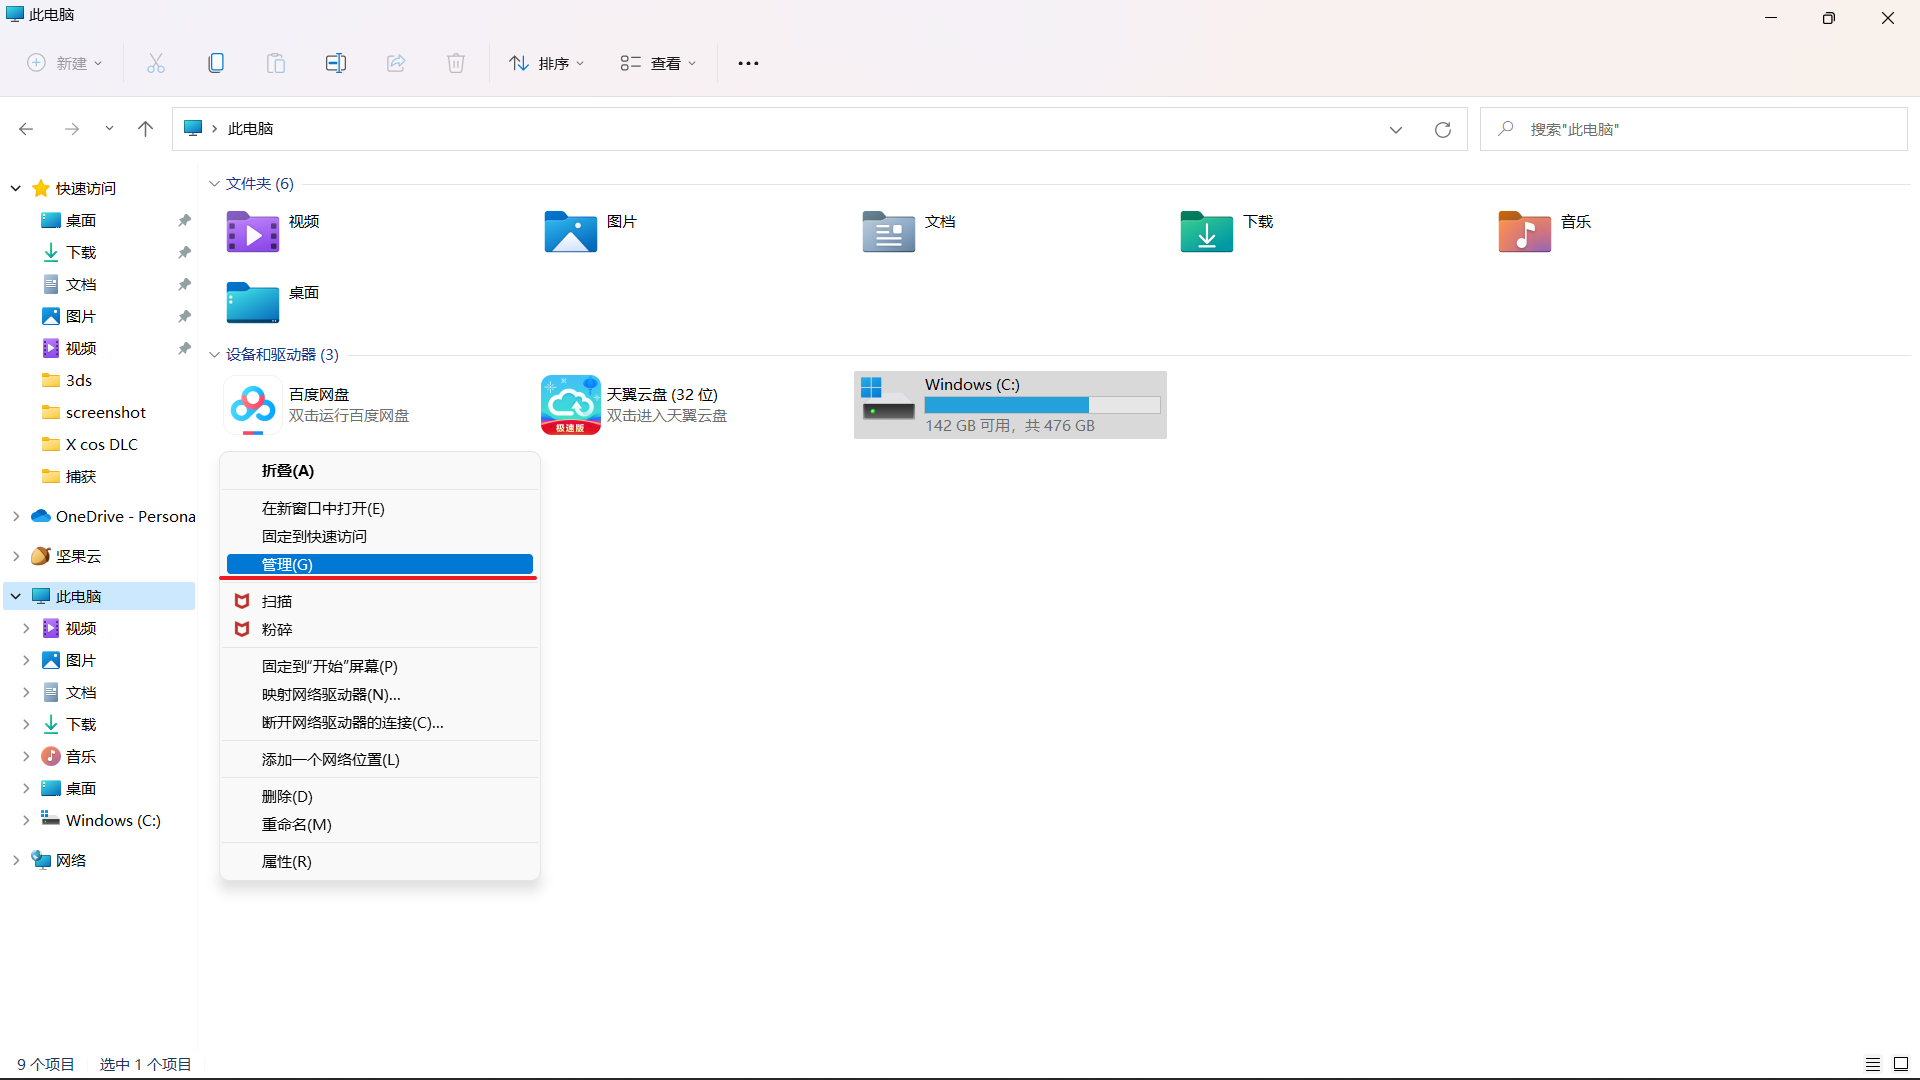 此电脑
新建
排序
查看
此电脑
搜索"此电脑"
快速访问
桌面
下载
文档
图片
视频
3ds
screenshot
X cos DLC
捕获
OneDrive - Persona
坚果云
此电脑
视频
图片
文档
下载
音乐
桌面
Windows (C:)
网络
文件夹 (6)
视频
图片
文档
下载
音乐
桌面
设备和驱动器 (3)
百度网盘
双击运行百度网盘
极速版
天翼云盘 (32 位)
双击进入天翼云盘
Windows (C:)
142 GB 可用，共 476 GB
折叠(A)
在新窗口中打开(E)
固定到快速访问
管理(G)
扫描
粉碎
固定到“开始”屏幕(P)
映射网络驱动器(N)...
断开网络驱动器的连接(C)...
添加一个网络位置(L)
删除(D)
重命名(M)
属性(R)
9 个项目
选中 1 个项目